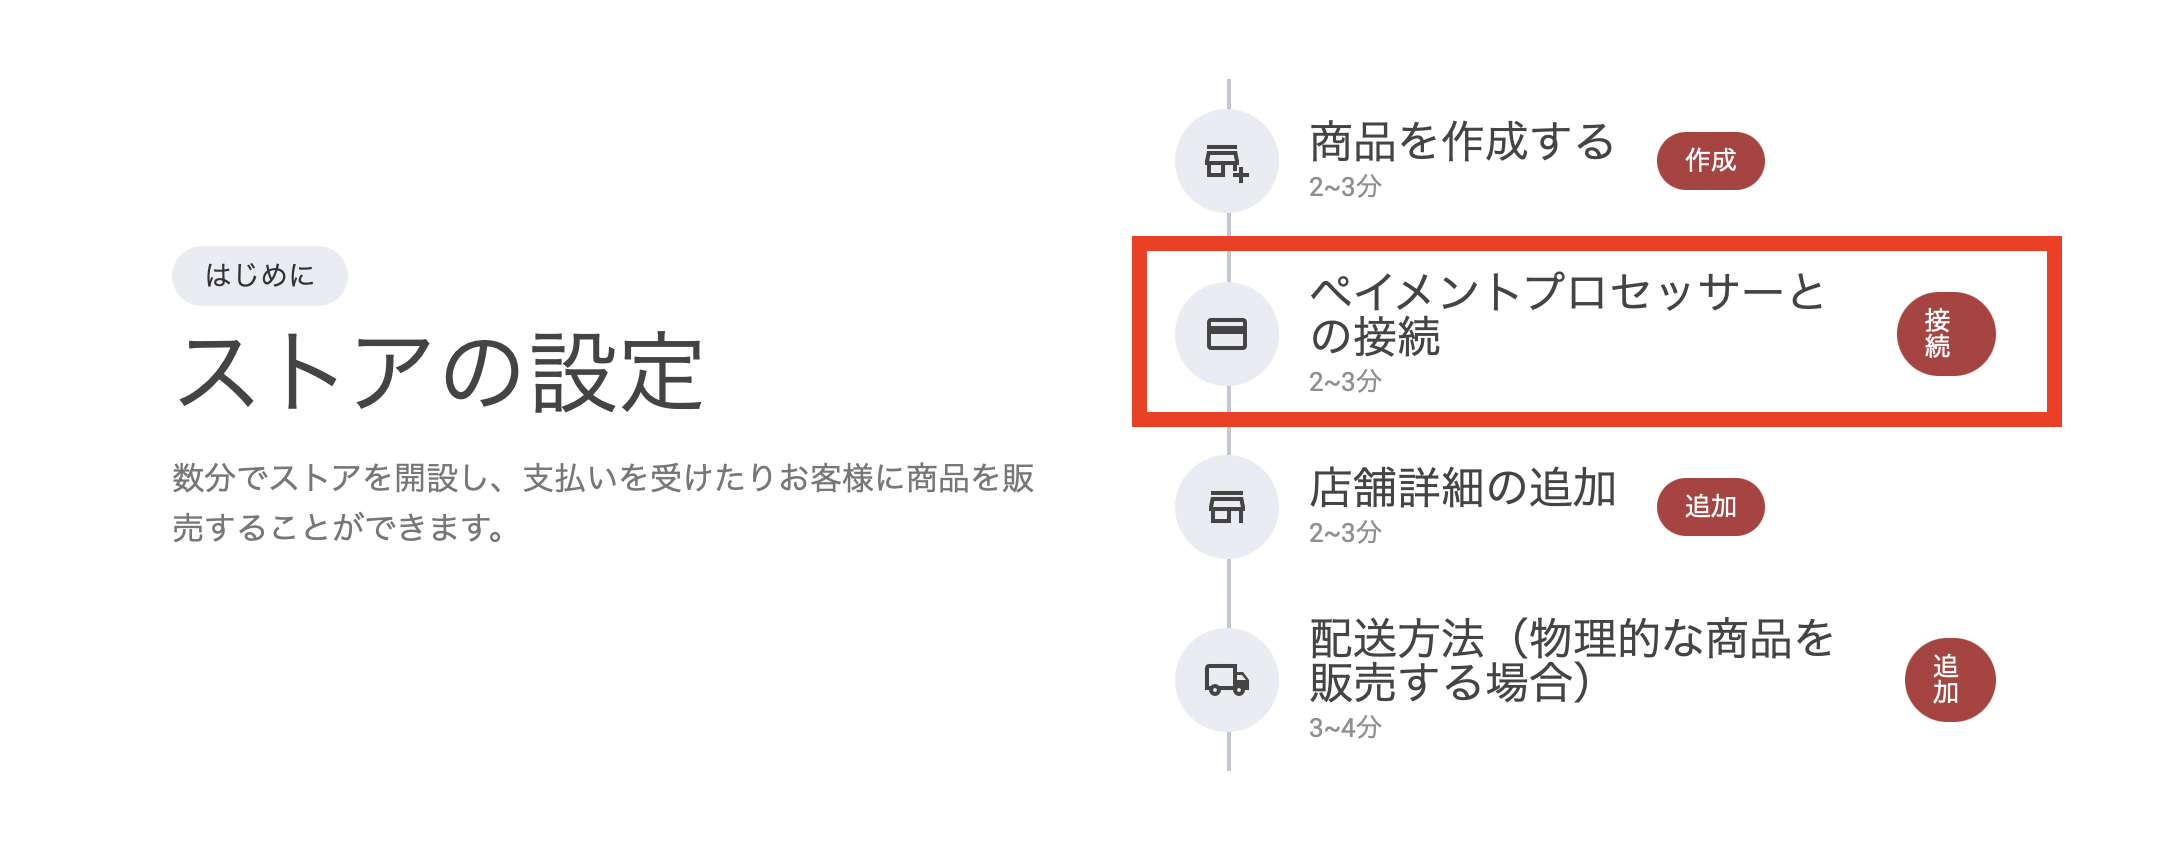 はじめに
ストアの設定
数分でストアを開設し、支払いを受けたりお客様に商品を販
売することができます。
商品を作成する
2~3分
作成
ペイメントプロセッサーと
の接続
2~3分
接
続
店舗詳細の追加
2~3分
追加
配送方法（物理的な商品を
販売する場合）
3~4分
追
加